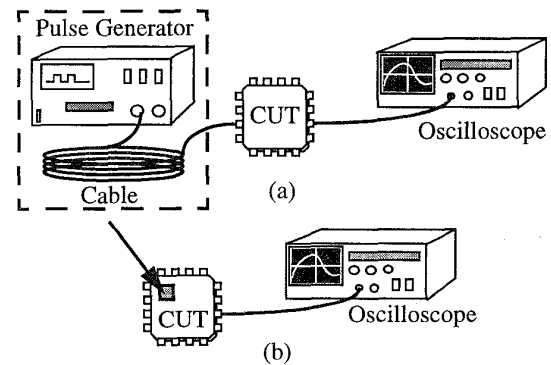 Pulse Generator
CUT
Oscilloscope
Cable
(a)
CUT
Oscilloscope
(b)